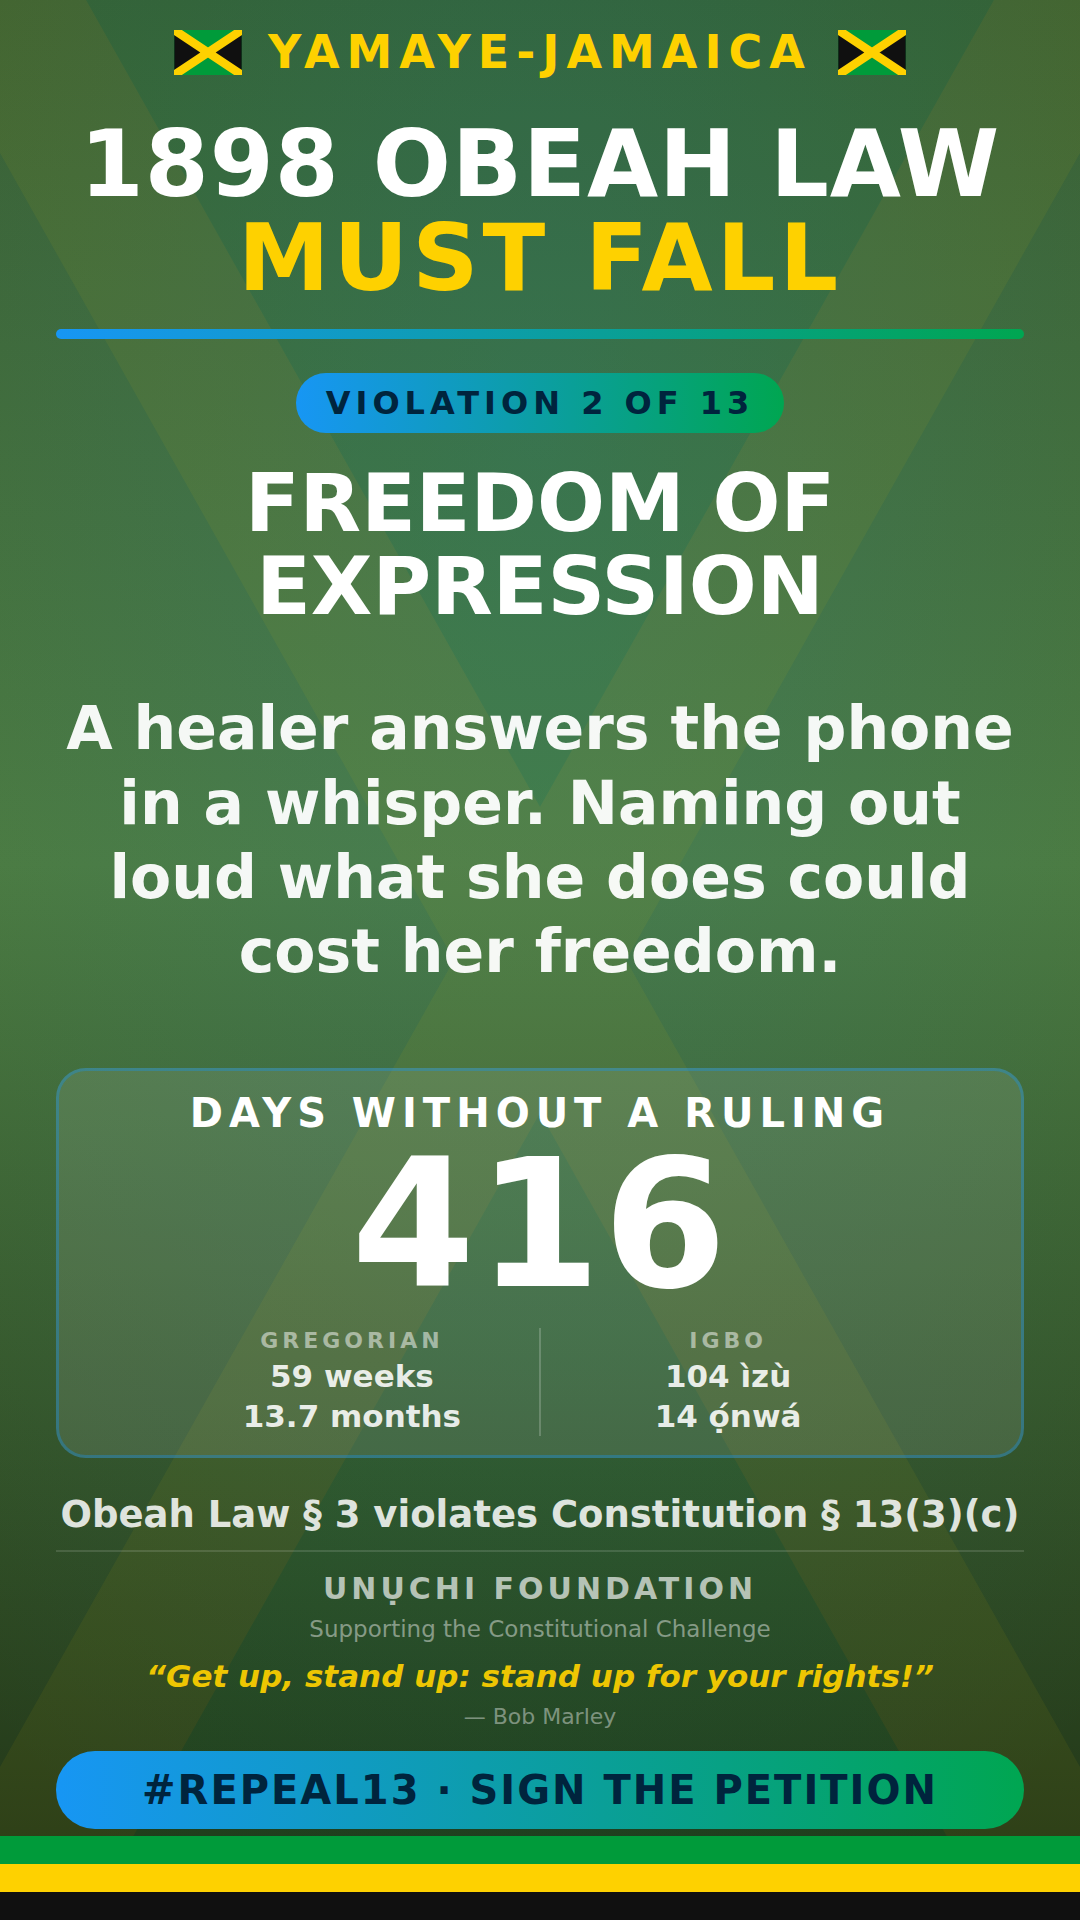 YAMAYE-JAMAICA
1898 OBEAH LAW
MUST FALL
VIOLATION 2 OF 13
FREEDOM OF
EXPRESSION
A healer answers the phone
in a whisper. Naming out
loud what she does could
cost her freedom.
DAYS WITHOUT A RULING
416
GREGORIAN
59 weeks
13.7 months
IGBO
104 ìzù
14 ọ́nwá
Obeah Law § 3 violates Constitution § 13(3)(c)
UNỤCHI FOUNDATION
Supporting the Constitutional Challenge
“Get up, stand up: stand up for your rights!”
— Bob Marley
#REPEAL13 · SIGN THE PETITION